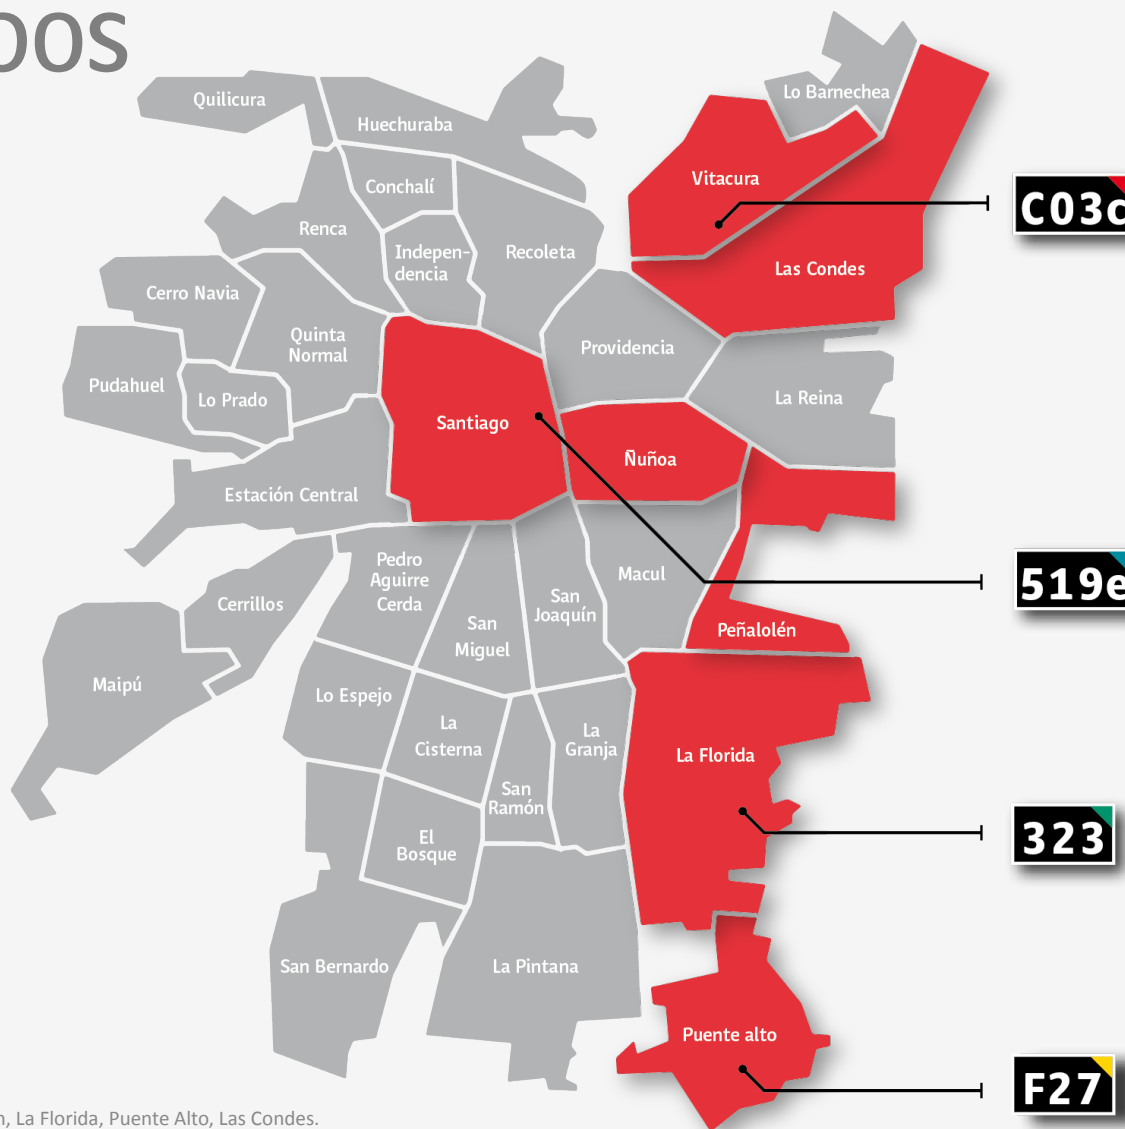 DOS
Quilicura
Huechuraba
Lo Barnechea
Vitacura
C03c
Conchalí
Renca
Indepen-
dencia
Recoleta
Las Condes
Cerro Navia
Quinta
Normal
Providencia
Pudahuel
Lo Prado
La Reina
Santiago
Ñuñoa
Estación Central
Pedro
Aguirre
Cerda
Macul
519e
San
Joaquín
Cerrillos
San
Miguel
Peñalolén
Maipú
Lo Espejo
La
Cisterna
La
Granja
La Florida
San
Ramón
323
El
Bosque
San Bernardo
La Pintana
Puente alto
F27
n, La Florida, Puente Alto, Las Condes.